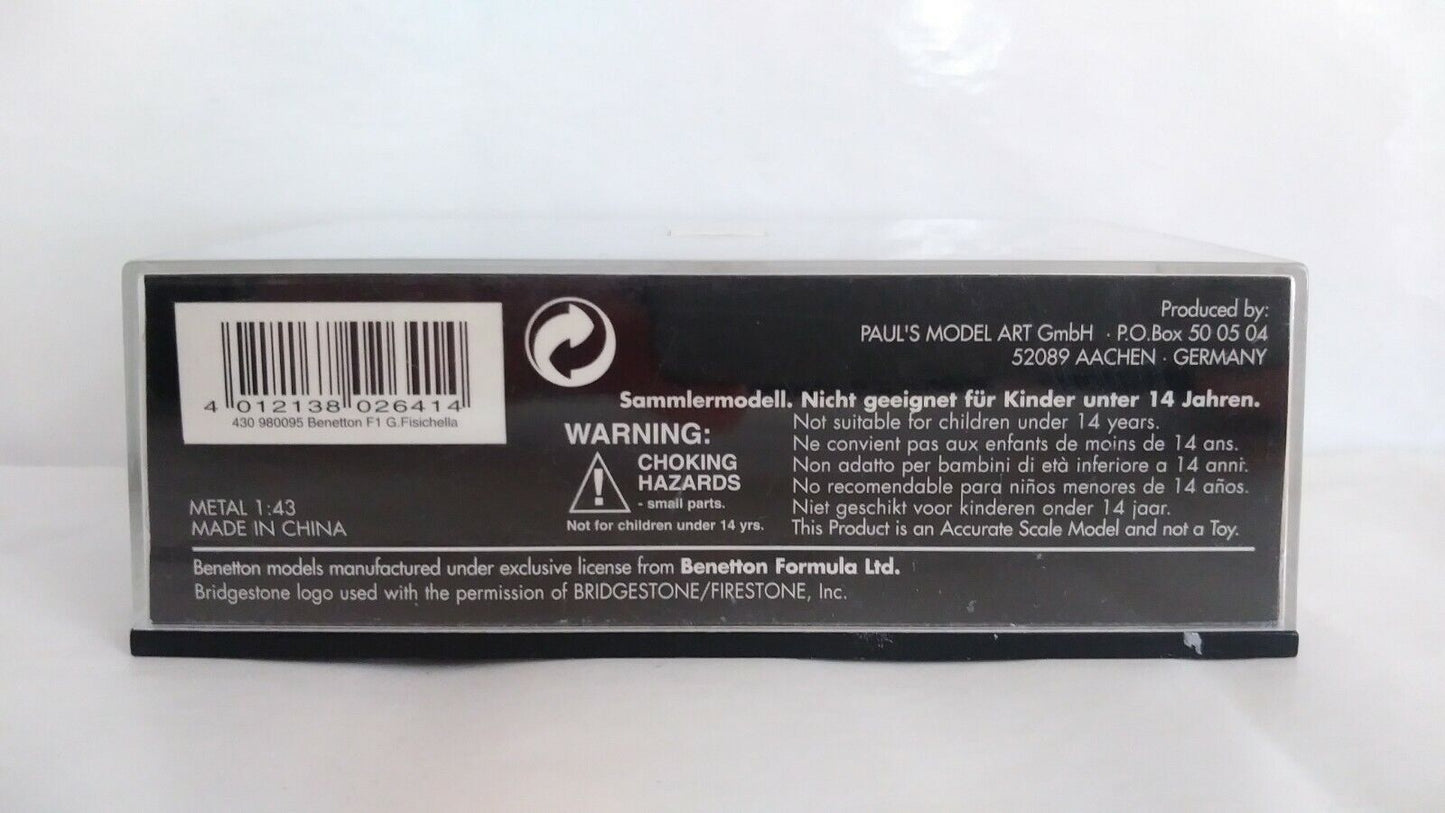 4 012138 026414
430 980095 Benetton F1 G.Fisichella
METAL 1:43
MADE IN CHINA
Produced by:
PAUL'S MODEL ART GmbH · P.O.Box 50 05 04
52089 AACHEN · GERMANY
Sammlermodell. Nicht geeignet für Kinder unter 14 Jahren.
WARNING:
CHOKING
HAZARDS
- small parts.
Not for children under 14 yrs.
Not suitable for children under 14 years.
Ne convient pas aux enfants de moins de 14 ans.
Non adatto per bambini di età inferiore a 14 anni.
No recomendable para niños menores de 14 años.
Niet geschikt voor kinderen onder 14 jaar.
This Product is an Accurate Scale Model and not a Toy.
Benetton models manufactured under exclusive license from Benetton Formula Ltd.
Bridgestone logo used with the permission of BRIDGESTONE/FIRESTONE, Inc.